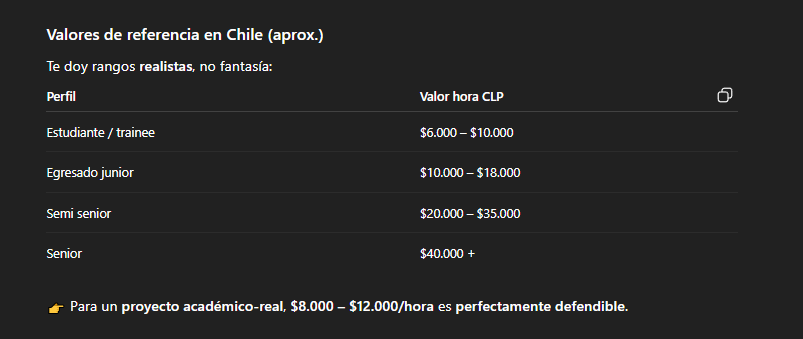 Valores de referencia en Chile (aprox.)
Te doy rangos realistas, no fantasía:
Perfil Valor hora CLP
Estudiante / trainee $6.000 – $10.000
Egresado junior $10.000 – $18.000
Semi senior $20.000 – $35.000
Senior $40.000 +
👉 Para un proyecto académico-real, $8.000 – $12.000/hora es perfectamente defendible.